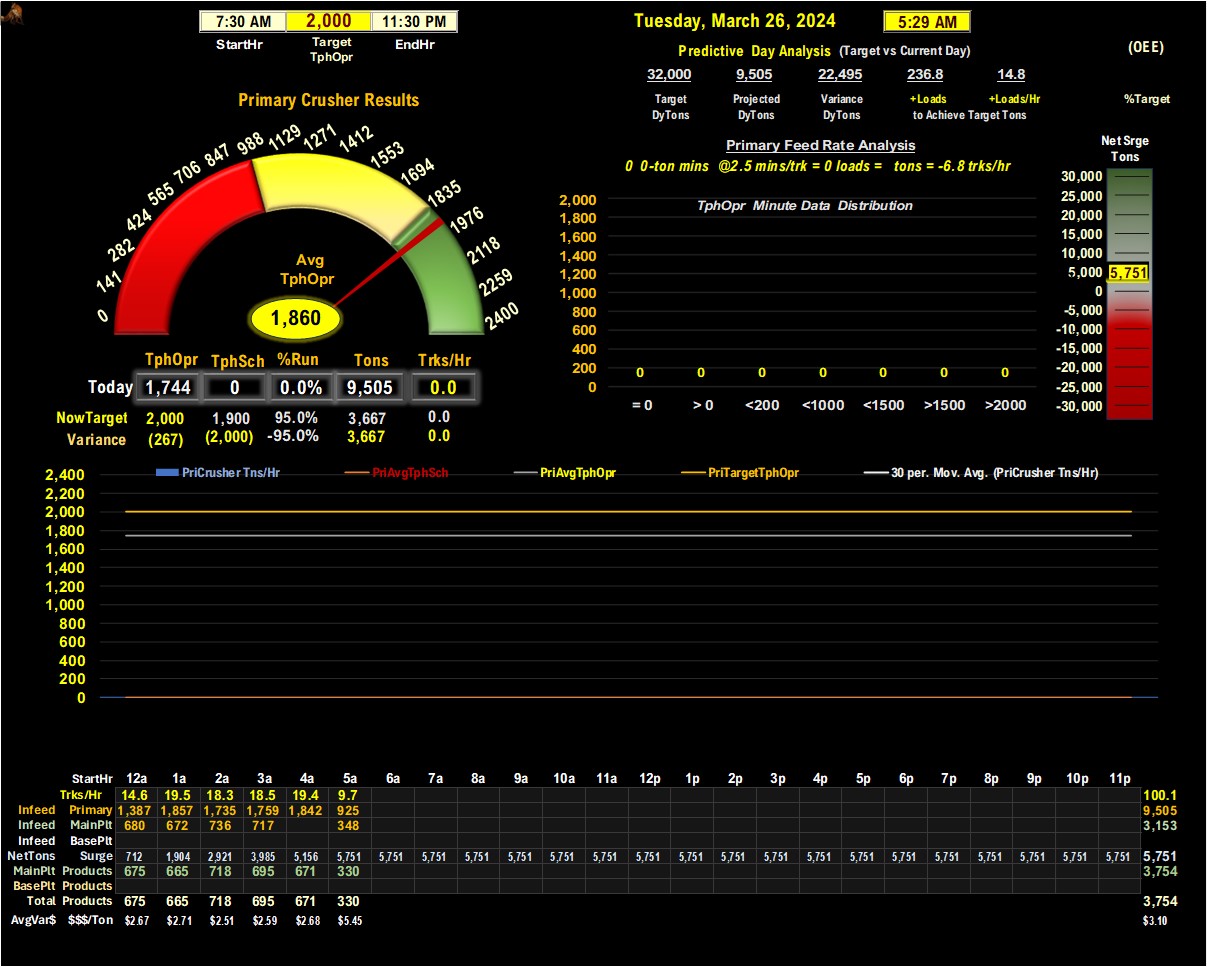 7:30 AM 2,000 11:30 PM
StartHr Target TphOpr EndHr
Tuesday, March 26, 2024 5:29 AM
Predictive Day Analysis (Target vs Current Day)
(OEE)
32,000 9,505 22,495 236.8 14.8
Target Projected Variance +Loads +Loads/Hr
DyTons DyTons DyTons to Achieve Target Tons
%Target
Primary Crusher Results
0 141 282 424 565 706 847 988 1129 1271 1412 1553 1694 1835 1976 2118 2259 2400
Avg
TphOpr
1,860
Primary Feed Rate Analysis
0 0-ton mins @2.5 mins/trk = 0 loads = tons = -6.8 trks/hr
TphOpr Minute Data Distribution
2,000
1,800
1,600
1,400
1,200
1,000
800
600
400
200
0
0 0 0 0 0 0 0
= 0 > 0 <200 <1000 <1500 >1500 >2000
Net Srge
Tons
30,000
25,000
20,000
15,000
10,000
5,000 5,751
0
-5,000
-10,000
-15,000
-20,000
-25,000
-30,000
TphOpr TphSch %Run Tons Trks/Hr
Today 1,744 0 0.0% 9,505 0.0
NowTarget 2,000 1,900 95.0% 3,667 0.0
Variance (267) (2,000) -95.0% 3,667 0.0
PriCrusher Tns/Hr PriAvgTphSch PriAvgTphOpr PriTargetTphOpr 30 per. Mov. Avg. (PriCrusher Tns/Hr)
2,400
2,200
2,000
1,800
1,600
1,400
1,200
1,000
800
600
400
200
0
StartHr 12a 1a 2a 3a 4a 5a 6a 7a 8a 9a 10a 11a 12p 1p 2p 3p 4p 5p 6p 7p 8p 9p 10p 11p
Trks/Hr 14.6 19.5 18.3 18.5 19.4 9.7 100.1
Infeed Primary 1,387 1,857 1,735 1,759 1,842 925 9,505
Infeed MainPlt 680 672 736 717 348 3,153
Infeed BasePlt
NetTons Surge 712 1,904 2,921 3,985 5,156 5,751 5,751 5,751 5,751 5,751 5,751 5,751 5,751 5,751 5,751 5,751 5,751 5,751 5,751 5,751 5,751 5,751 5,751 5,751 5,751
MainPlt Products 675 665 718 695 671 330 3,754
BasePlt Products
Total Products 675 665 718 695 671 330 3,754
AvgVar$ $$$/Ton $2.67 $2.71 $2.51 $2.59 $2.68 $5.45 $3.10